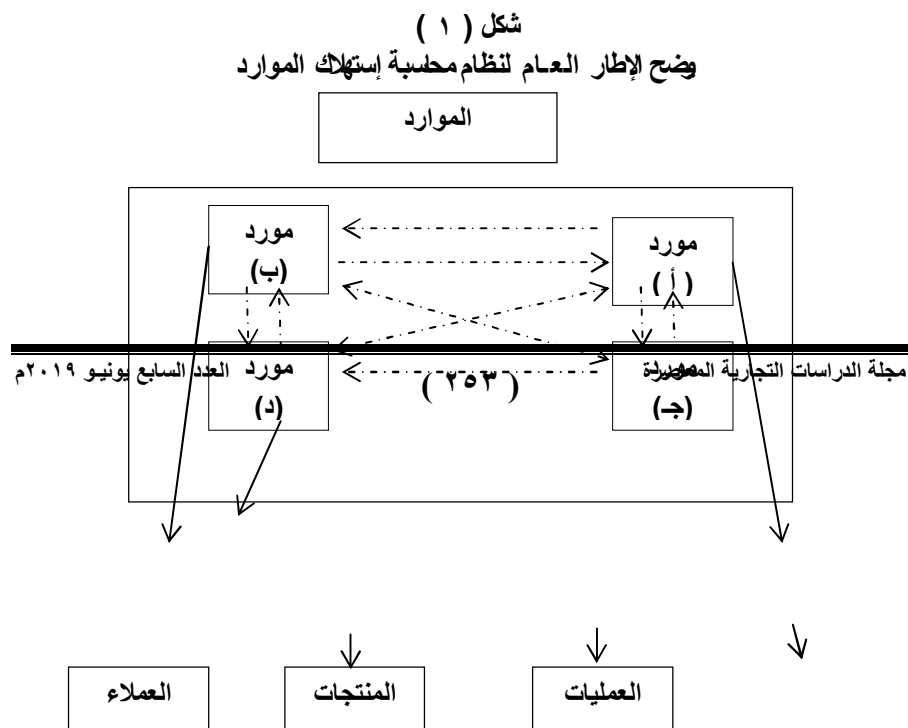 شكل ( ١ )
يوضح الإطار العام لنظام محاسبة إستهلاك الموارد
الموارد
مورد
( أ )
مورد
(ب)
مورد
(جـ)
مورد
(د)
مجلة الدراسات التجارية المعاصرة
( ٢٥٣ )
العدد السابع يونيو ٢٠١٩م
العمليات
المنتجات
العملاء